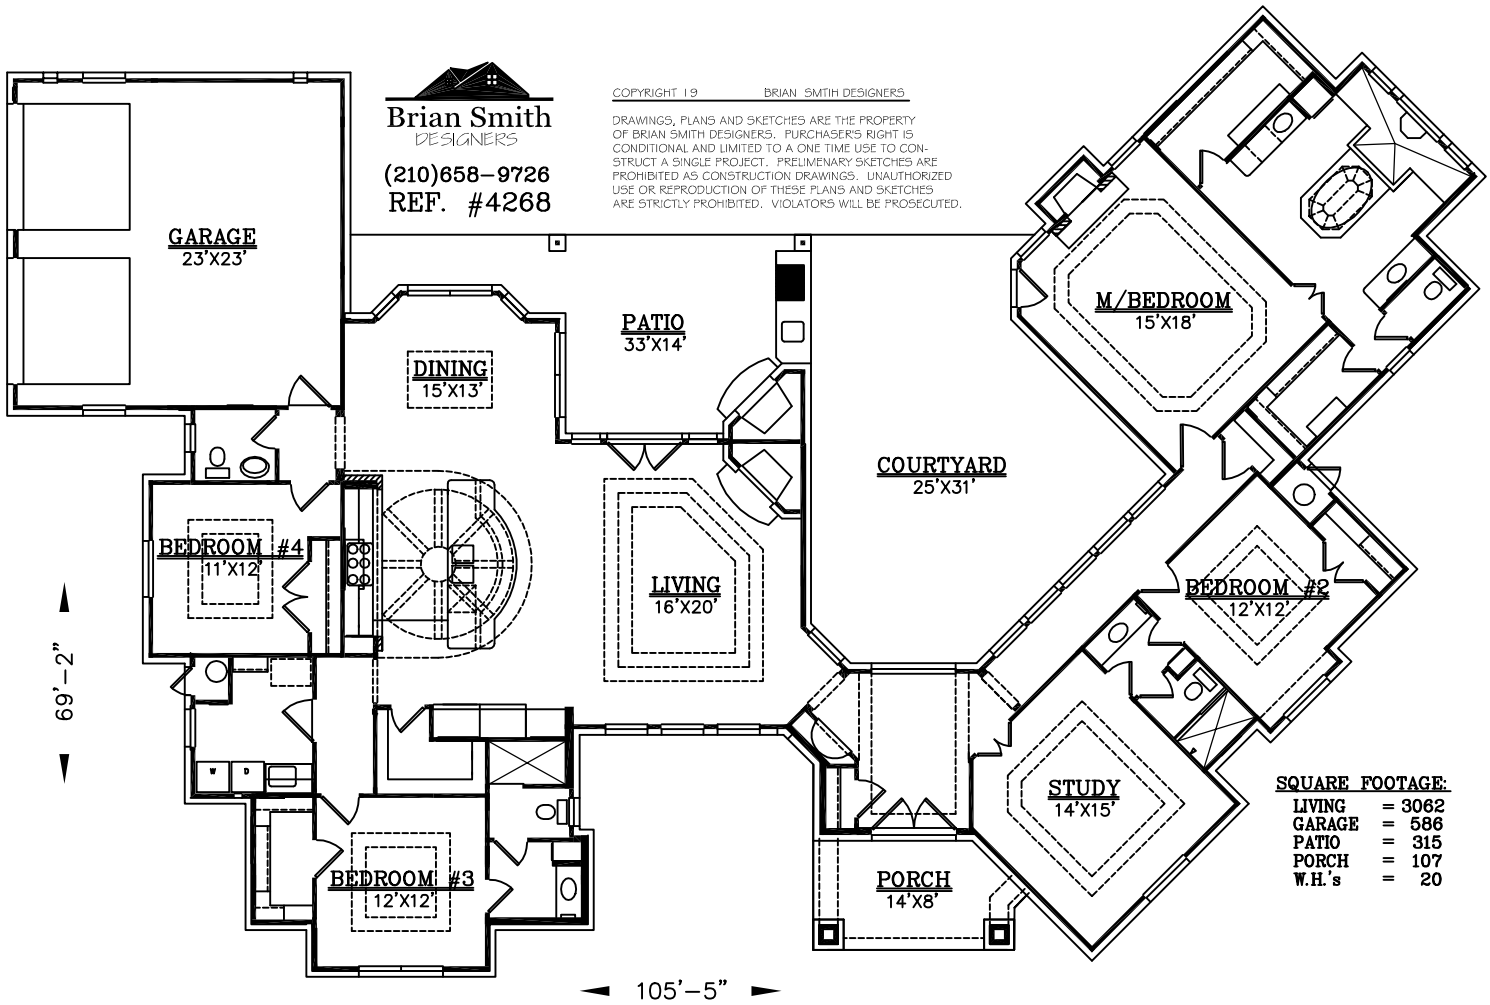 Brian Smith
DESIGNERS
(210)658-9726
REF. #4268
COPYRIGHT 19 BRIAN SMTIH DESIGNERS
DRAWINGS, PLANS AND SKETCHES ARE THE PROPERTY
OF BRIAN SMITH DESIGNERS. PURCHASER'S RIGHT IS
CONDITIONAL AND LIMITED TO A ONE TIME USE TO CON-
STRUCT A SINGLE PROJECT. PRELIMENARY SKETCHES ARE
PROHIBITED AS CONSTRUCTION DRAWINGS. UNAUTHORIZED
USE OR REPRODUCTION OF THESE PLANS AND SKETCHES
ARE STRICTLY PROHIBITED. VIOLATORS WILL BE PROSECUTED.
GARAGE
23'X23'
M/BEDROOM
15'X18'
PATIO
33'X14'
DINING
15'X13'
COURTYARD
25'X31'
BEDROOM #4
11'X12'
LIVING
16'X20'
BEDROOM #2
12'X12'
69'-2"
W D
STUDY
14'X15'
BEDROOM #3
12'X12'
PORCH
14'X8'
SQUARE FOOTAGE:
LIVING = 3062
GARAGE = 586
PATIO = 315
PORCH = 107
W.H.'s = 20
105'-5"